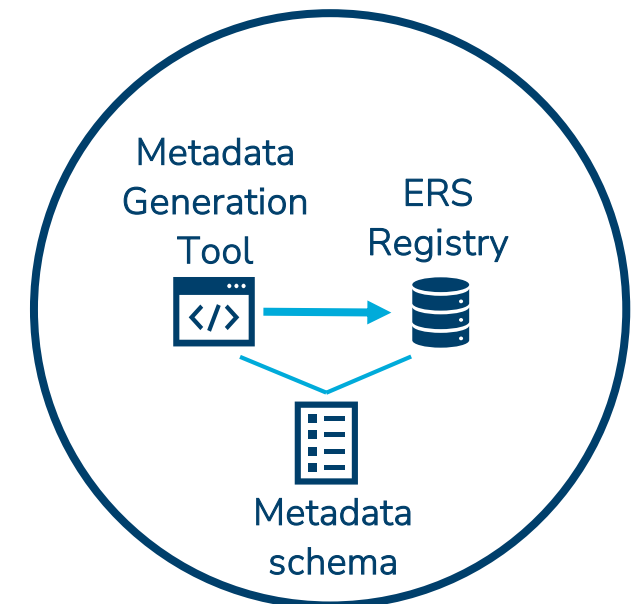 Metadata
Generation
Tool
ERS
Registry
</>
Metadata
schema